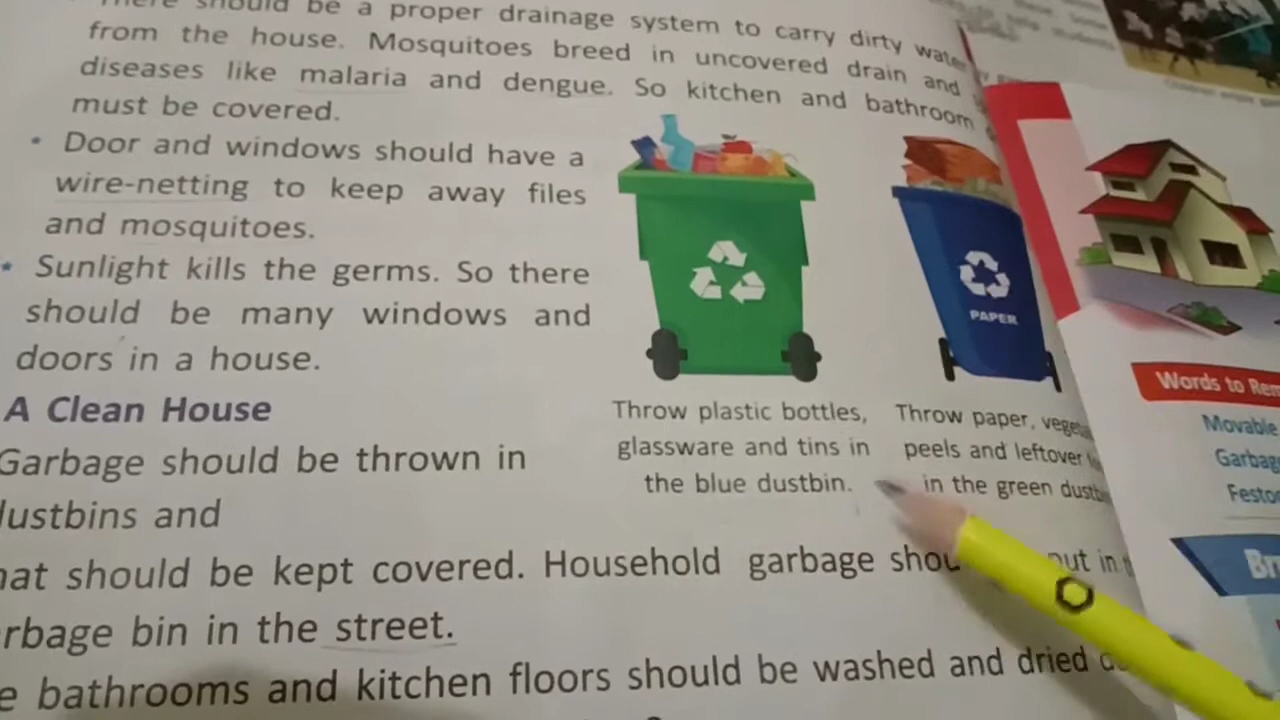 There should be a proper drainage system to carry dirty water
from the house. Mosquitoes breed in uncovered drain and
diseases like malaria and dengue. So kitchen and bathroom
must be covered.
• Door and windows should have a
wire-netting to keep away files
and mosquitoes.
• Sunlight kills the germs. So there
should be many windows and
doors in a house.
A Clean House
Garbage should be thrown in
dustbins and
hat should be kept covered. Household garbage shou out in
rbage bin in the street.
e bathrooms and kitchen floors should be washed and dried
PAPER
Throw plastic bottles,
glassware and tins in
the blue dustbin.
Throw paper,
peels and leftover
in the green
Words to Rem
Movable
Garbag
Festo